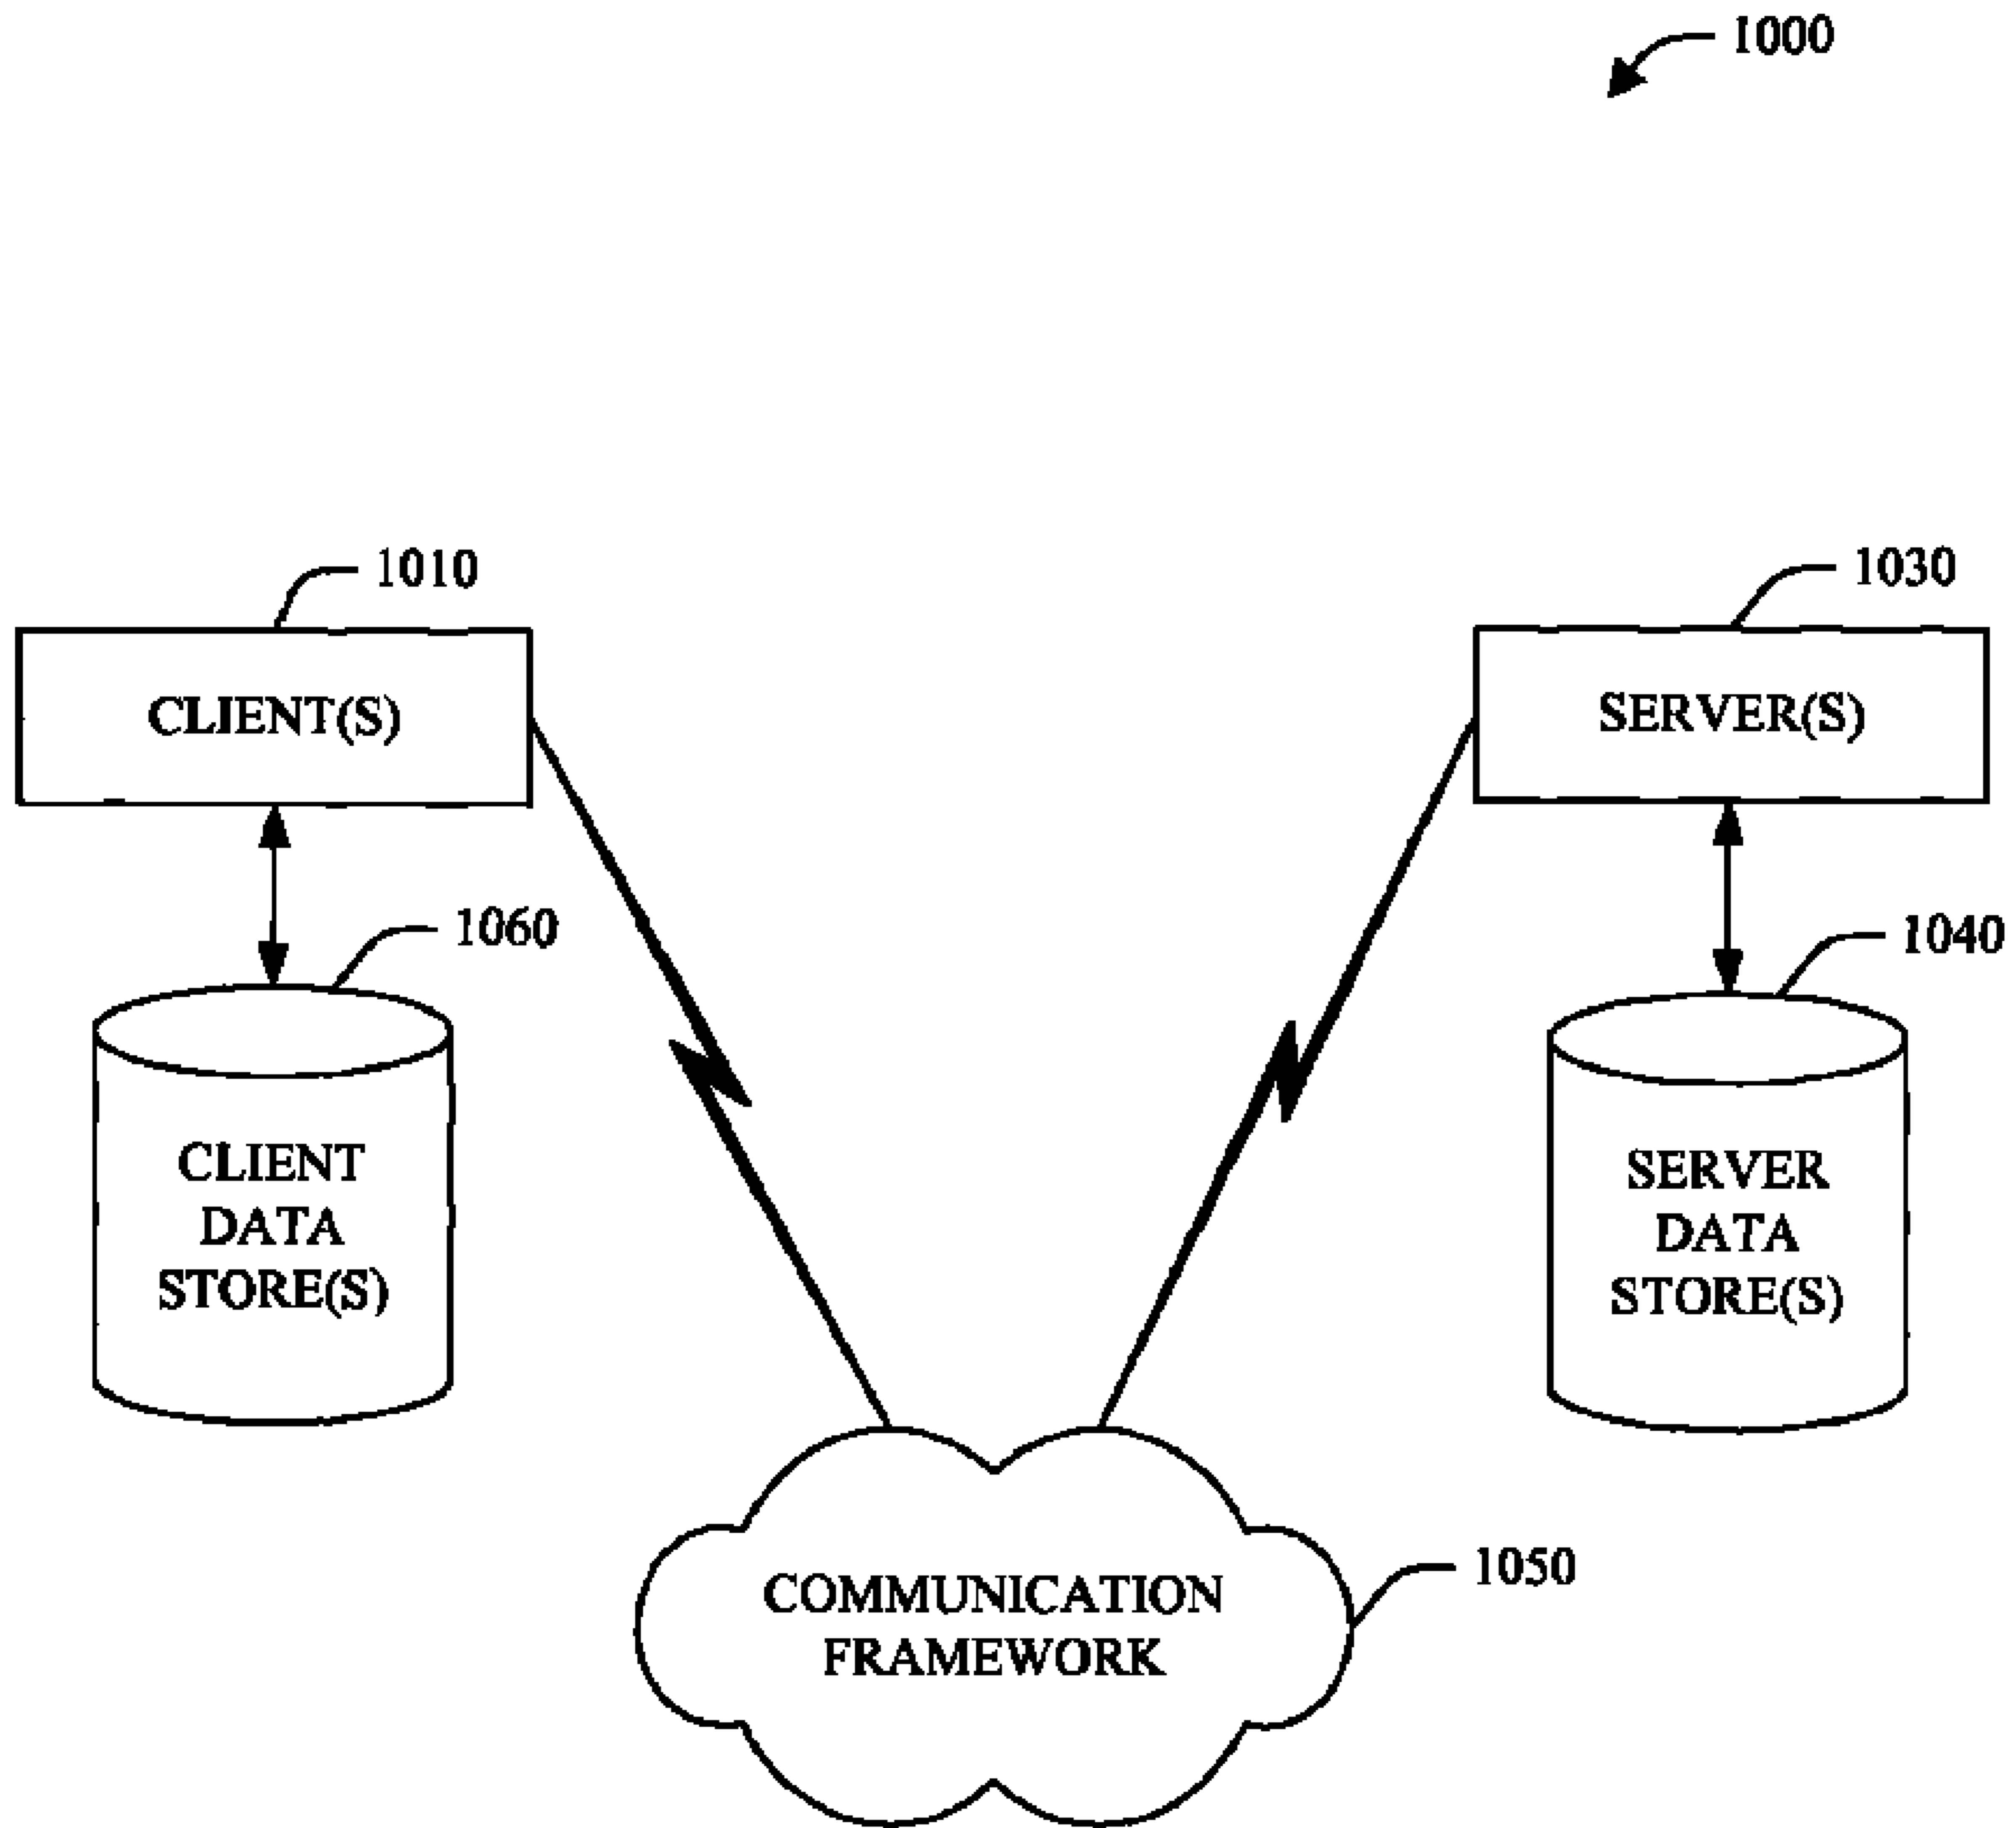 1000
1010
1030
CLIENT(S)
SERVER(S)
1060
1040
CLIENT
DATA
STORE(S)
SERVER
DATA
STORE(S)
1050
COMMUNICATION
FRAMEWORK